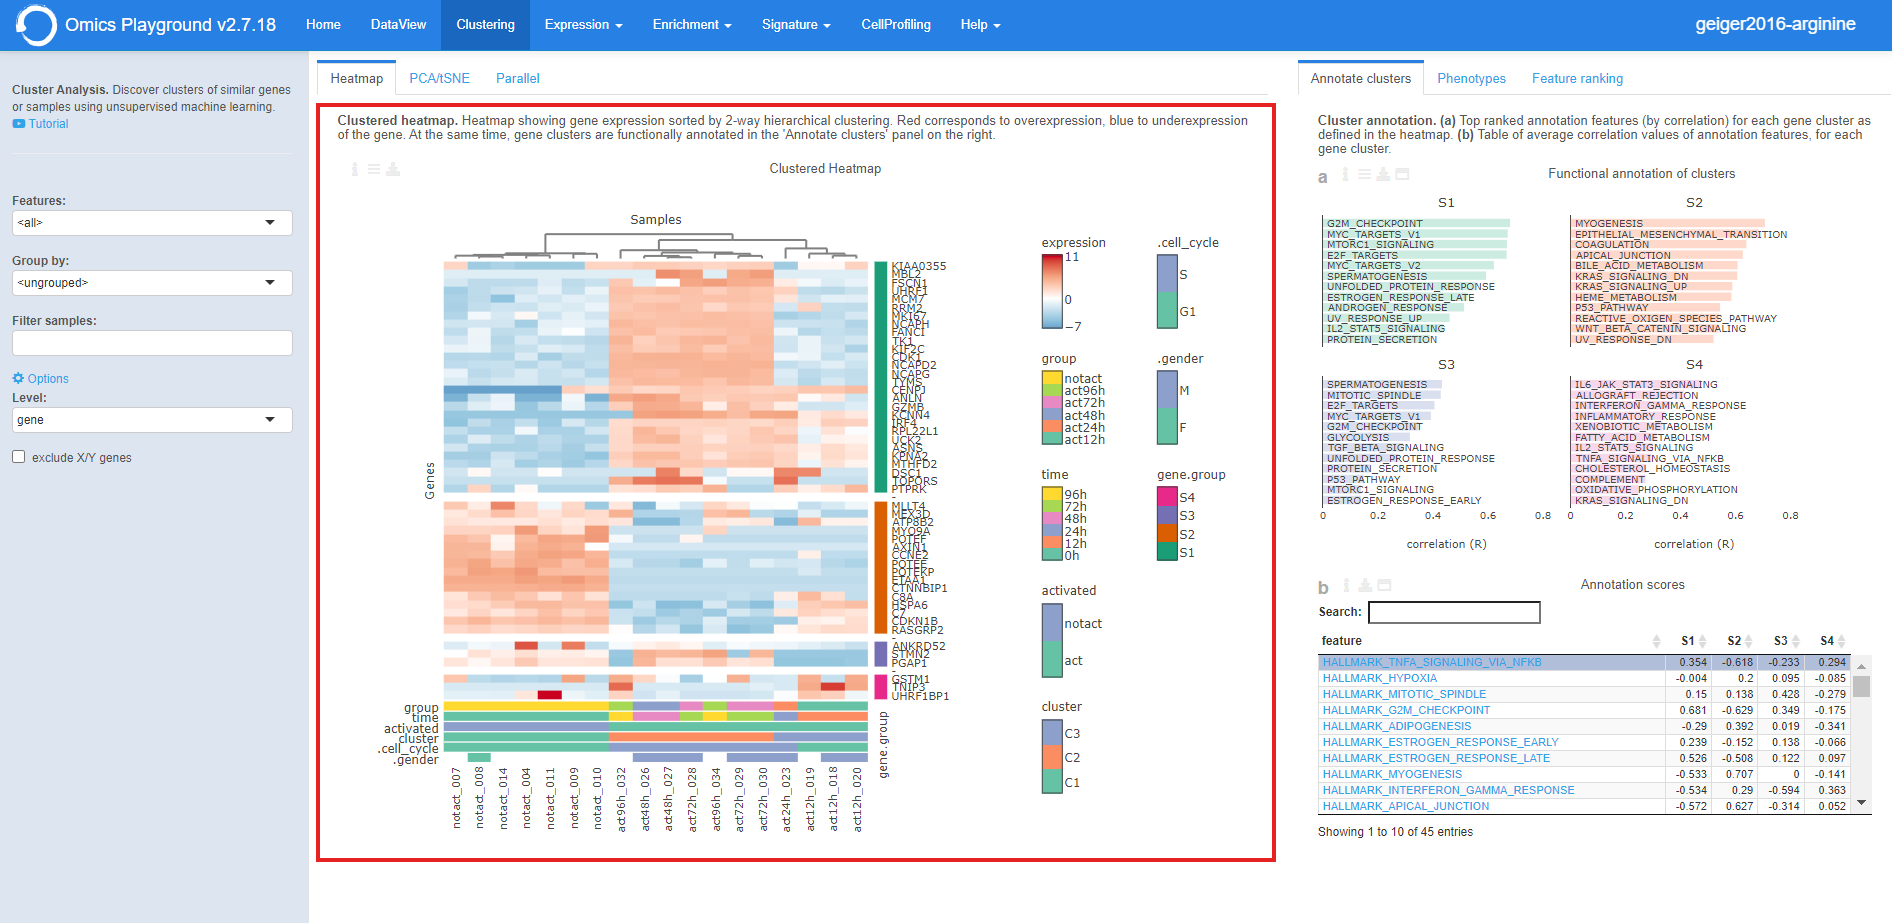 Omics Playground v2.7.18
Home
DataView
Clustering
Expression
Enrichment
Signature
CellProfiling
Help
geiger2016-arginine
Cluster Analysis. Discover clusters of similar genes
or samples using unsupervised machine learning.
Tutorial
Features:
<all>
Group by:
<ungrouped>
Filter samples:
Options
Level:
gene
exclude X/Y genes
Heatmap
PCA/tSNE
Parallel
Clustered heatmap. Heatmap showing gene expression sorted by 2-way hierarchical clustering. Red corresponds to overexpression, blue to underexpression
of the gene. At the same time, gene clusters are functionally annotated in the 'Annotate clusters' panel on the right.
Clustered Heatmap
Samples
Genes
KIAA0355
MBL2
FSCN1
UHRF1
MCM7
RRM2
MKI67
NCAPH
FANCI
TK1
KIF2C
CDK1
NCAPD2
NCAPG
TYMS
CENPJ
ANLN
GZMB
KCNN4
IRF4
RPL22L1
UCK2
ASNS
KPNA2
MTHFD2
DSC1
TOPORS
PTPRK
MLLT4
MEX3D
ATP8B2
MYO9A
POTEF
AXIN1
CCNE2
POTEE
POTEKP
ETAA1
CTNNBIP1
C8A
HSPA6
C7
CDKN1B
RASGRP2
ANKRD52
STMN2
PGAP1
GSTM1
TNIP3
UHRF1BP1
group
time
activated
cluster
.cell_cycle
.gender
gene.group
notact_007
notact_008
notact_014
notact_004
notact_011
notact_009
notact_010
act96h_032
act48h_026
act48h_027
act72h_028
act96h_034
act72h_029
act72h_030
act24h_023
act12h_019
act12h_018
act12h_020
expression
11
0
−7
group
notact
act96h
act72h
act48h
act24h
act12h
time
96h
72h
48h
24h
12h
0h
activated
notact
act
cluster
C3
C2
C1
.cell_cycle
S
G1
.gender
M
F
gene.group
S4
S3
S2
S1
Annotate clusters
Phenotypes
Feature ranking
Cluster annotation. (a) Top ranked annotation features (by correlation) for each gene cluster as
defined in the heatmap. (b) Table of average correlation values of annotation features, for each
gene cluster.
a
Functional annotation of clusters
S1
G2M_CHECKPOINT
MYC_TARGETS_V1
MTORC1_SIGNALING
E2F_TARGETS
MYC_TARGETS_V2
SPERMATOGENESIS
UNFOLDED_PROTEIN_RESPONSE
ESTROGEN_RESPONSE_LATE
ANDROGEN_RESPONSE
UV_RESPONSE_UP
IL2_STAT5_SIGNALING
PROTEIN_SECRETION
S2
MYOGENESIS
EPITHELIAL_MESENCHYMAL_TRANSITION
COAGULATION
APICAL_JUNCTION
BILE_ACID_METABOLISM
KRAS_SIGNALING_DN
KRAS_SIGNALING_UP
HEME_METABOLISM
P53_PATHWAY
REACTIVE_OXIGEN_SPECIES_PATHWAY
WNT_BETA_CATENIN_SIGNALING
UV_RESPONSE_DN
S3
SPERMATOGENESIS
MITOTIC_SPINDLE
E2F_TARGETS
MYC_TARGETS_V1
G2M_CHECKPOINT
GLYCOLYSIS
TGF_BETA_SIGNALING
UNFOLDED_PROTEIN_RESPONSE
PROTEIN_SECRETION
P53_PATHWAY
MTORC1_SIGNALING
ESTROGEN_RESPONSE_EARLY
0 0.2 0.4 0.6 0.8
correlation (R)
S4
IL6_JAK_STAT3_SIGNALING
ALLOGRAFT_REJECTION
INTERFERON_GAMMA_RESPONSE
INFLAMMATORY_RESPONSE
XENOBIOTIC_METABOLISM
FATTY_ACID_METABOLISM
IL2_STAT5_SIGNALING
TNFA_SIGNALING_VIA_NFKB
CHOLESTEROL_HOMEOSTASIS
COMPLEMENT
OXIDATIVE_PHOSPHORYLATION
KRAS_SIGNALING_DN
0 0.2 0.4 0.6 0.8
correlation (R)
b
Annotation scores
Search:
feature S1 S2 S3 S4
HALLMARK_TNFA_SIGNALING_VIA_NFKB 0.354 -0.618 -0.233 0.294
HALLMARK_HYPOXIA -0.004 0.2 0.095 -0.085
HALLMARK_MITOTIC_SPINDLE 0.15 0.138 0.428 -0.279
HALLMARK_G2M_CHECKPOINT 0.681 -0.629 0.349 -0.175
HALLMARK_ADIPOGENESIS -0.29 0.392 0.019 -0.341
HALLMARK_ESTROGEN_RESPONSE_EARLY 0.239 -0.152 0.138 -0.066
HALLMARK_ESTROGEN_RESPONSE_LATE 0.526 -0.508 0.122 0.097
HALLMARK_MYOGENESIS -0.533 0.707 0 -0.141
HALLMARK_INTERFERON_GAMMA_RESPONSE -0.534 0.29 -0.594 0.363
HALLMARK_APICAL_JUNCTION -0.572 0.627 -0.314 0.052
Showing 1 to 10 of 45 entries